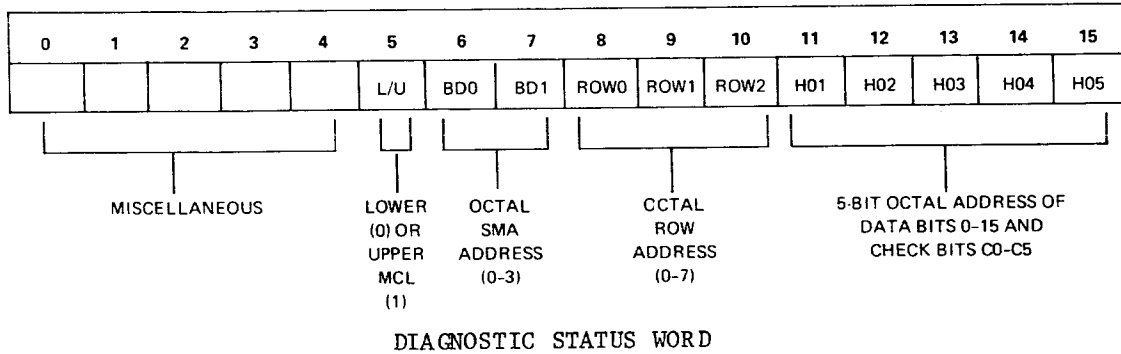 0 1 2 3 4 5 6 7 8 9 10 11 12 13 14 15
L/U BD0 BD1 ROW0 ROW1 ROW2 H01 H02 H03 H04 H05
MISCELLANEOUS
LOWER
(0) OR
UPPER
MCL
(1)
OCTAL
SMA
ADDRESS
(0-3)
CCTAL
ROW
ADDRESS
(0-7)
5-BIT OCTAL ADDRESS OF
DATA BITS 0-15 AND
CHECK BITS C0-C5
DIAGNOSTIC STATUS WORD